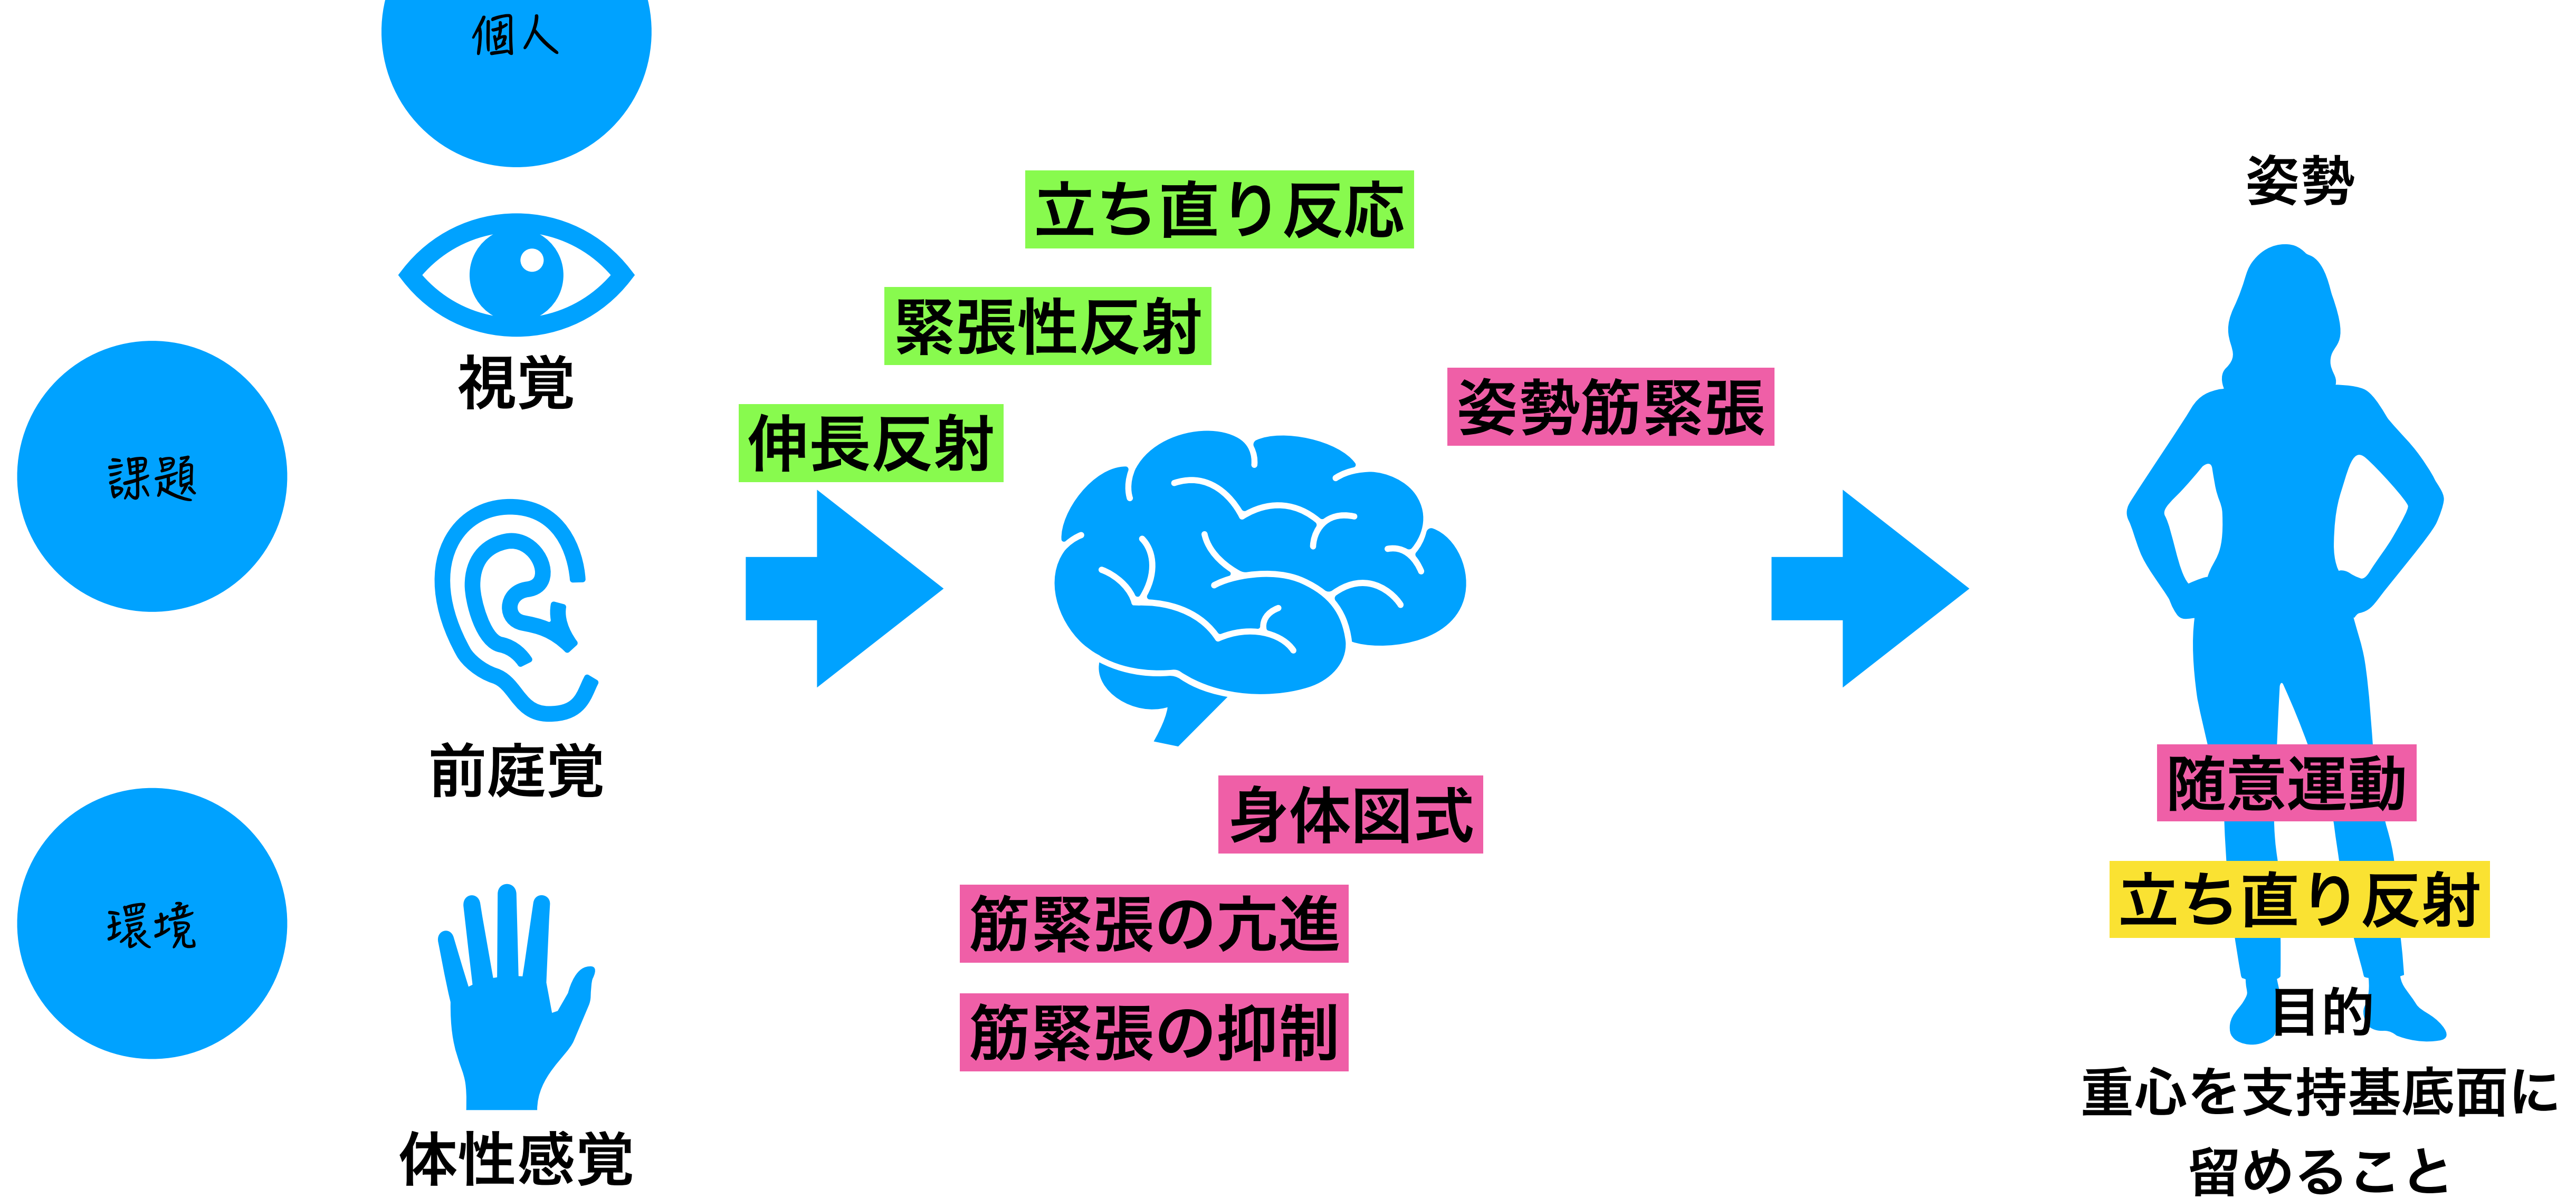 個人
課題
環境
視覚
前庭覚
体性感覚
立ち直り反応
緊張性反射
伸長反射
姿勢筋緊張
身体図式
筋緊張の亢進
筋緊張の抑制
姿勢
随意運動
立ち直り反射
目的
重心を支持基底面に
留めること